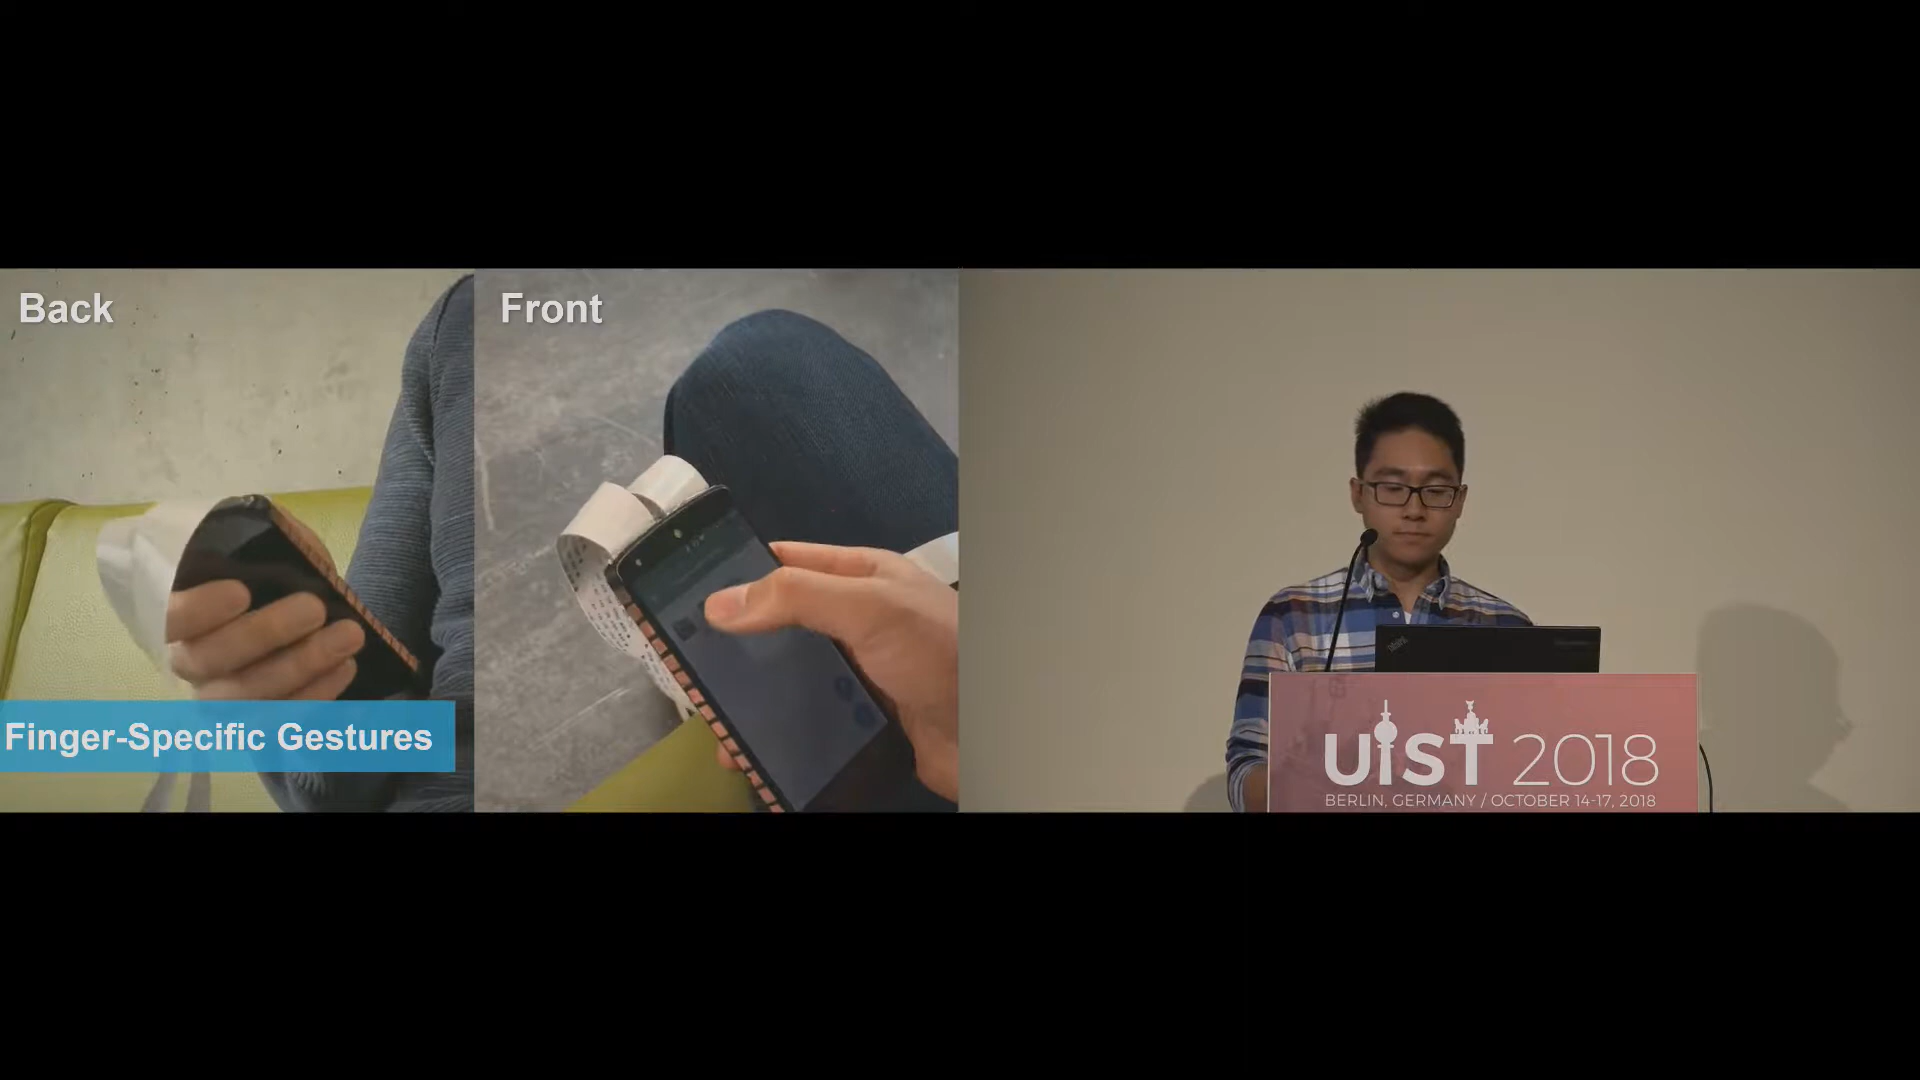 Back
Front
Finger-Specific Gestures
UIST 2018
BERLIN, GERMANY / OCTOBER 14-17, 2018